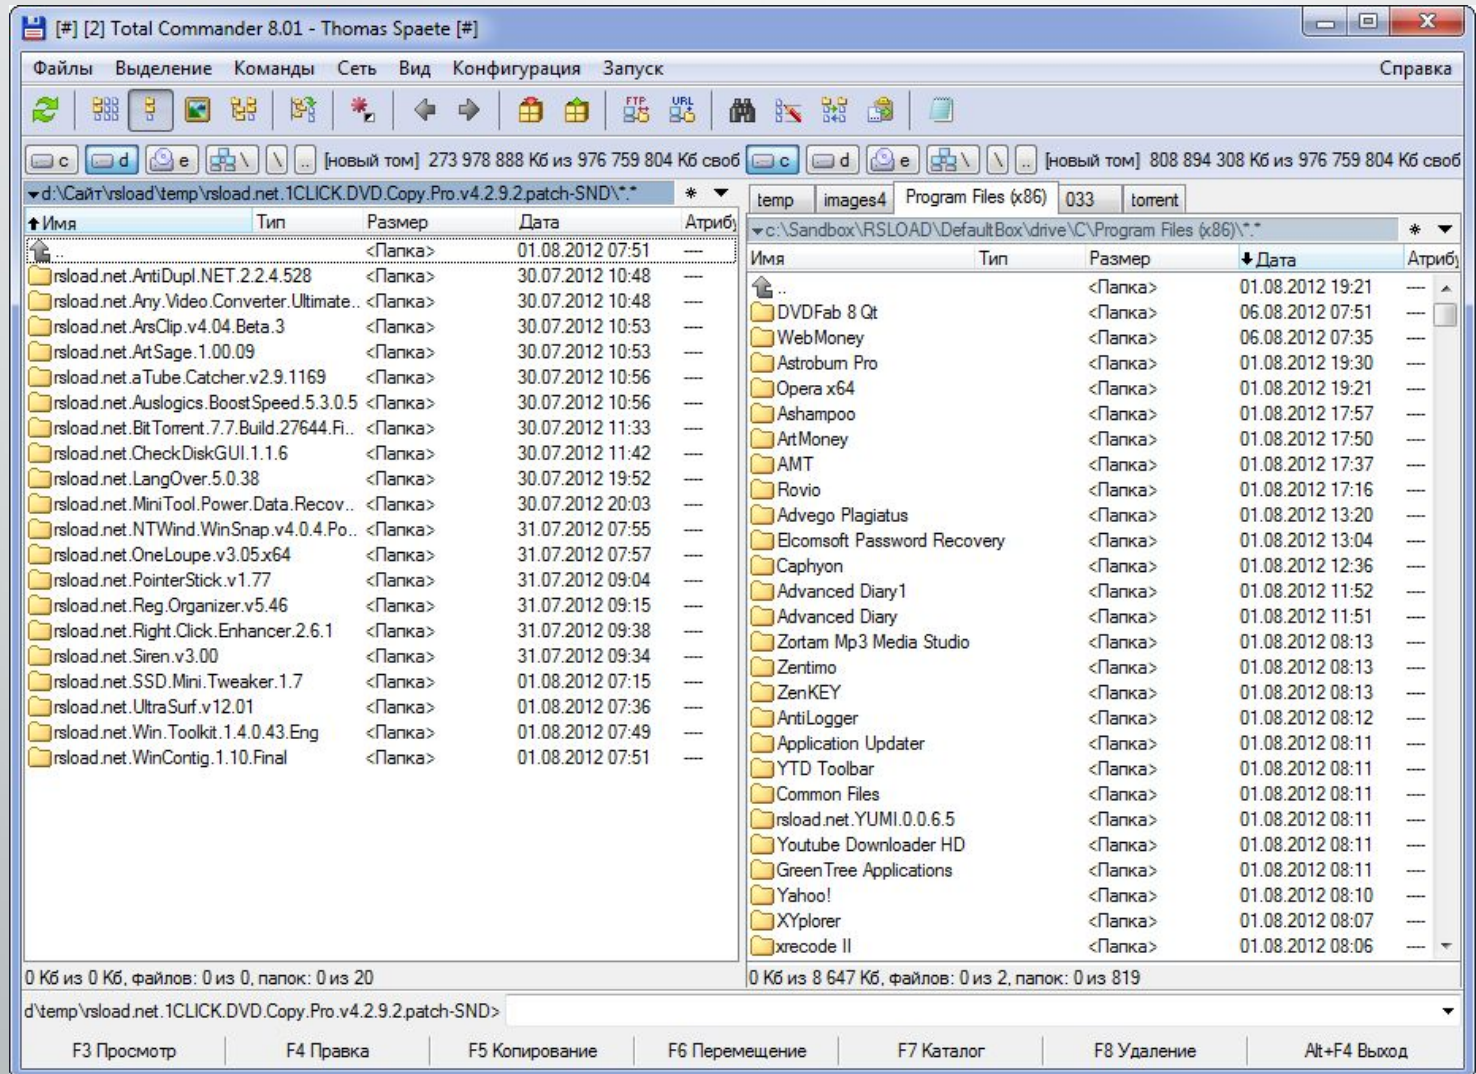 [#] [2] Total Commander 8.01 - Thomas Spaete [#]
Файлы Выделение Команды Сеть Вид Конфигурация Запуск Справка
FTP URL
c d e \ \ .. [новый том] 273 978 888 Кб из 976 759 804 Кб своб
c d e \ \ .. [новый том] 808 894 308 Кб из 976 759 804 Кб своб
d:\Сайт\rsload\temp\rsload.net.1CLICK.DVD.Copy.Pro.v4.2.9.2.patch-SND\*.* *
Имя Тип Размер Дата Атрибу
.. <Папка> 01.08.2012 07:51 ----
rsload.net.AntiDupl.NET.2.2.4.528 <Папка> 30.07.2012 10:48 ----
rsload.net.Any.Video.Converter.Ultimate.. <Папка> 30.07.2012 10:48 ----
rsload.net.ArsClip.v4.04.Beta.3 <Папка> 30.07.2012 10:53 ----
rsload.net.ArtSage.1.00.09 <Папка> 30.07.2012 10:53 ----
rsload.net.aTube.Catcher.v2.9.1169 <Папка> 30.07.2012 10:56 ----
rsload.net.Auslogics.BoostSpeed.5.3.0.5 <Папка> 30.07.2012 10:56 ----
rsload.net.BitTorrent.7.7.Build.27644.Fi.. <Папка> 30.07.2012 11:33 ----
rsload.net.CheckDiskGUI.1.1.6 <Папка> 30.07.2012 11:42 ----
rsload.net.LangOver.5.0.38 <Папка> 30.07.2012 19:52 ----
rsload.net.MiniTool.Power.Data.Recov.. <Папка> 30.07.2012 20:03 ----
rsload.net.NTWind.WinSnap.v4.0.4.Po.. <Папка> 31.07.2012 07:55 ----
rsload.net.OneLoupe.v3.05.x64 <Папка> 31.07.2012 07:57 ----
rsload.net.PointerStick.v1.77 <Папка> 31.07.2012 09:04 ----
rsload.net.Reg.Organizer.v5.46 <Папка> 31.07.2012 09:15 ----
rsload.net.Right.Click.Enhancer.2.6.1 <Папка> 31.07.2012 09:38 ----
rsload.net.Siren.v3.00 <Папка> 31.07.2012 09:34 ----
rsload.net.SSD.Mini.Tweaker.1.7 <Папка> 01.08.2012 07:15 ----
rsload.net.UltraSurf.v12.01 <Папка> 01.08.2012 07:36 ----
rsload.net.Win.Toolkit.1.4.0.43.Eng <Папка> 01.08.2012 07:49 ----
rsload.net.WinContig.1.10.Final <Папка> 01.08.2012 07:51 ----
0 Кб из 0 Кб, файлов: 0 из 0, папок: 0 из 20
temp images4 Program Files (x86) 033 torrent
c:\Sandbox\RSLOAD\DefaultBox\drive\C\Program Files (x86)\*.* *
Имя Тип Размер Дата Атрибу
.. <Папка> 01.08.2012 19:21 ----
DVDFab 8 Qt <Папка> 06.08.2012 07:51 ----
WebMoney <Папка> 06.08.2012 07:35 ----
Astroburn Pro <Папка> 01.08.2012 19:30 ----
Opera x64 <Папка> 01.08.2012 19:21 ----
Ashampoo <Папка> 01.08.2012 17:57 ----
ArtMoney <Папка> 01.08.2012 17:50 ----
AMT <Папка> 01.08.2012 17:37 ----
Rovio <Папка> 01.08.2012 17:16 ----
Advego Plagiatus <Папка> 01.08.2012 13:20 ----
Elcomsoft Password Recovery <Папка> 01.08.2012 13:04 ----
Caphyon <Папка> 01.08.2012 12:36 ----
Advanced Diary1 <Папка> 01.08.2012 11:52 ----
Advanced Diary <Папка> 01.08.2012 11:51 ----
Zortam Mp3 Media Studio <Папка> 01.08.2012 08:13 ----
Zentimo <Папка> 01.08.2012 08:13 ----
ZenKEY <Папка> 01.08.2012 08:13 ----
AntiLogger <Папка> 01.08.2012 08:12 ----
Application Updater <Папка> 01.08.2012 08:11 ----
YTD Toolbar <Папка> 01.08.2012 08:11 ----
Common Files <Папка> 01.08.2012 08:11 ----
rsload.net.YUMI.0.0.6.5 <Папка> 01.08.2012 08:11 ----
Youtube Downloader HD <Папка> 01.08.2012 08:11 ----
GreenTree Applications <Папка> 01.08.2012 08:11 ----
Yahoo! <Папка> 01.08.2012 08:10 ----
XYplorer <Папка> 01.08.2012 08:07 ----
xrecode II <Папка> 01.08.2012 08:06 ----
0 Кб из 8 647 Кб, файлов: 0 из 2, папок: 0 из 819
d\temp\rsload.net.1CLICK.DVD.Copy.Pro.v4.2.9.2.patch-SND>
F3 Просмотр F4 Правка F5 Копирование F6 Перемещение F7 Каталог F8 Удаление Alt+F4 Выход